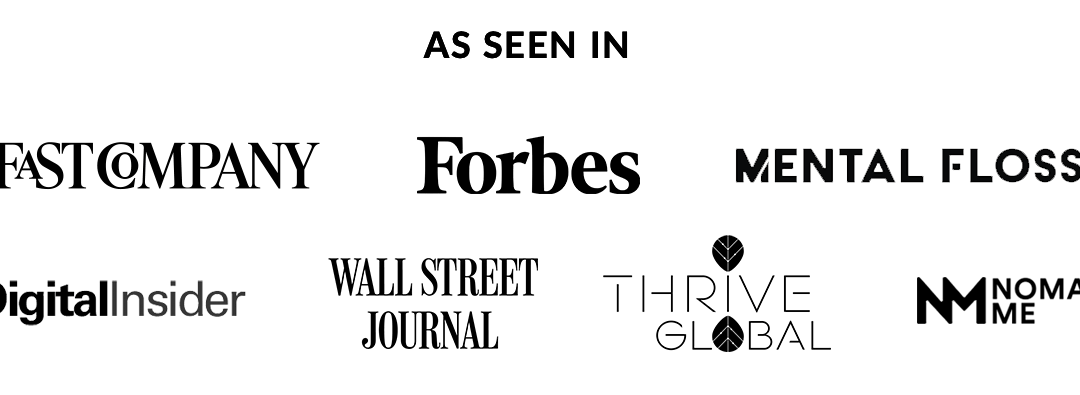 AS SEEN IN
FAST COMPANY
Forbes
MENTAL FLOSS
DigitalInsider
WALL STREET
JOURNAL
THRIVE
GLOBAL
NM
NOMA
ME